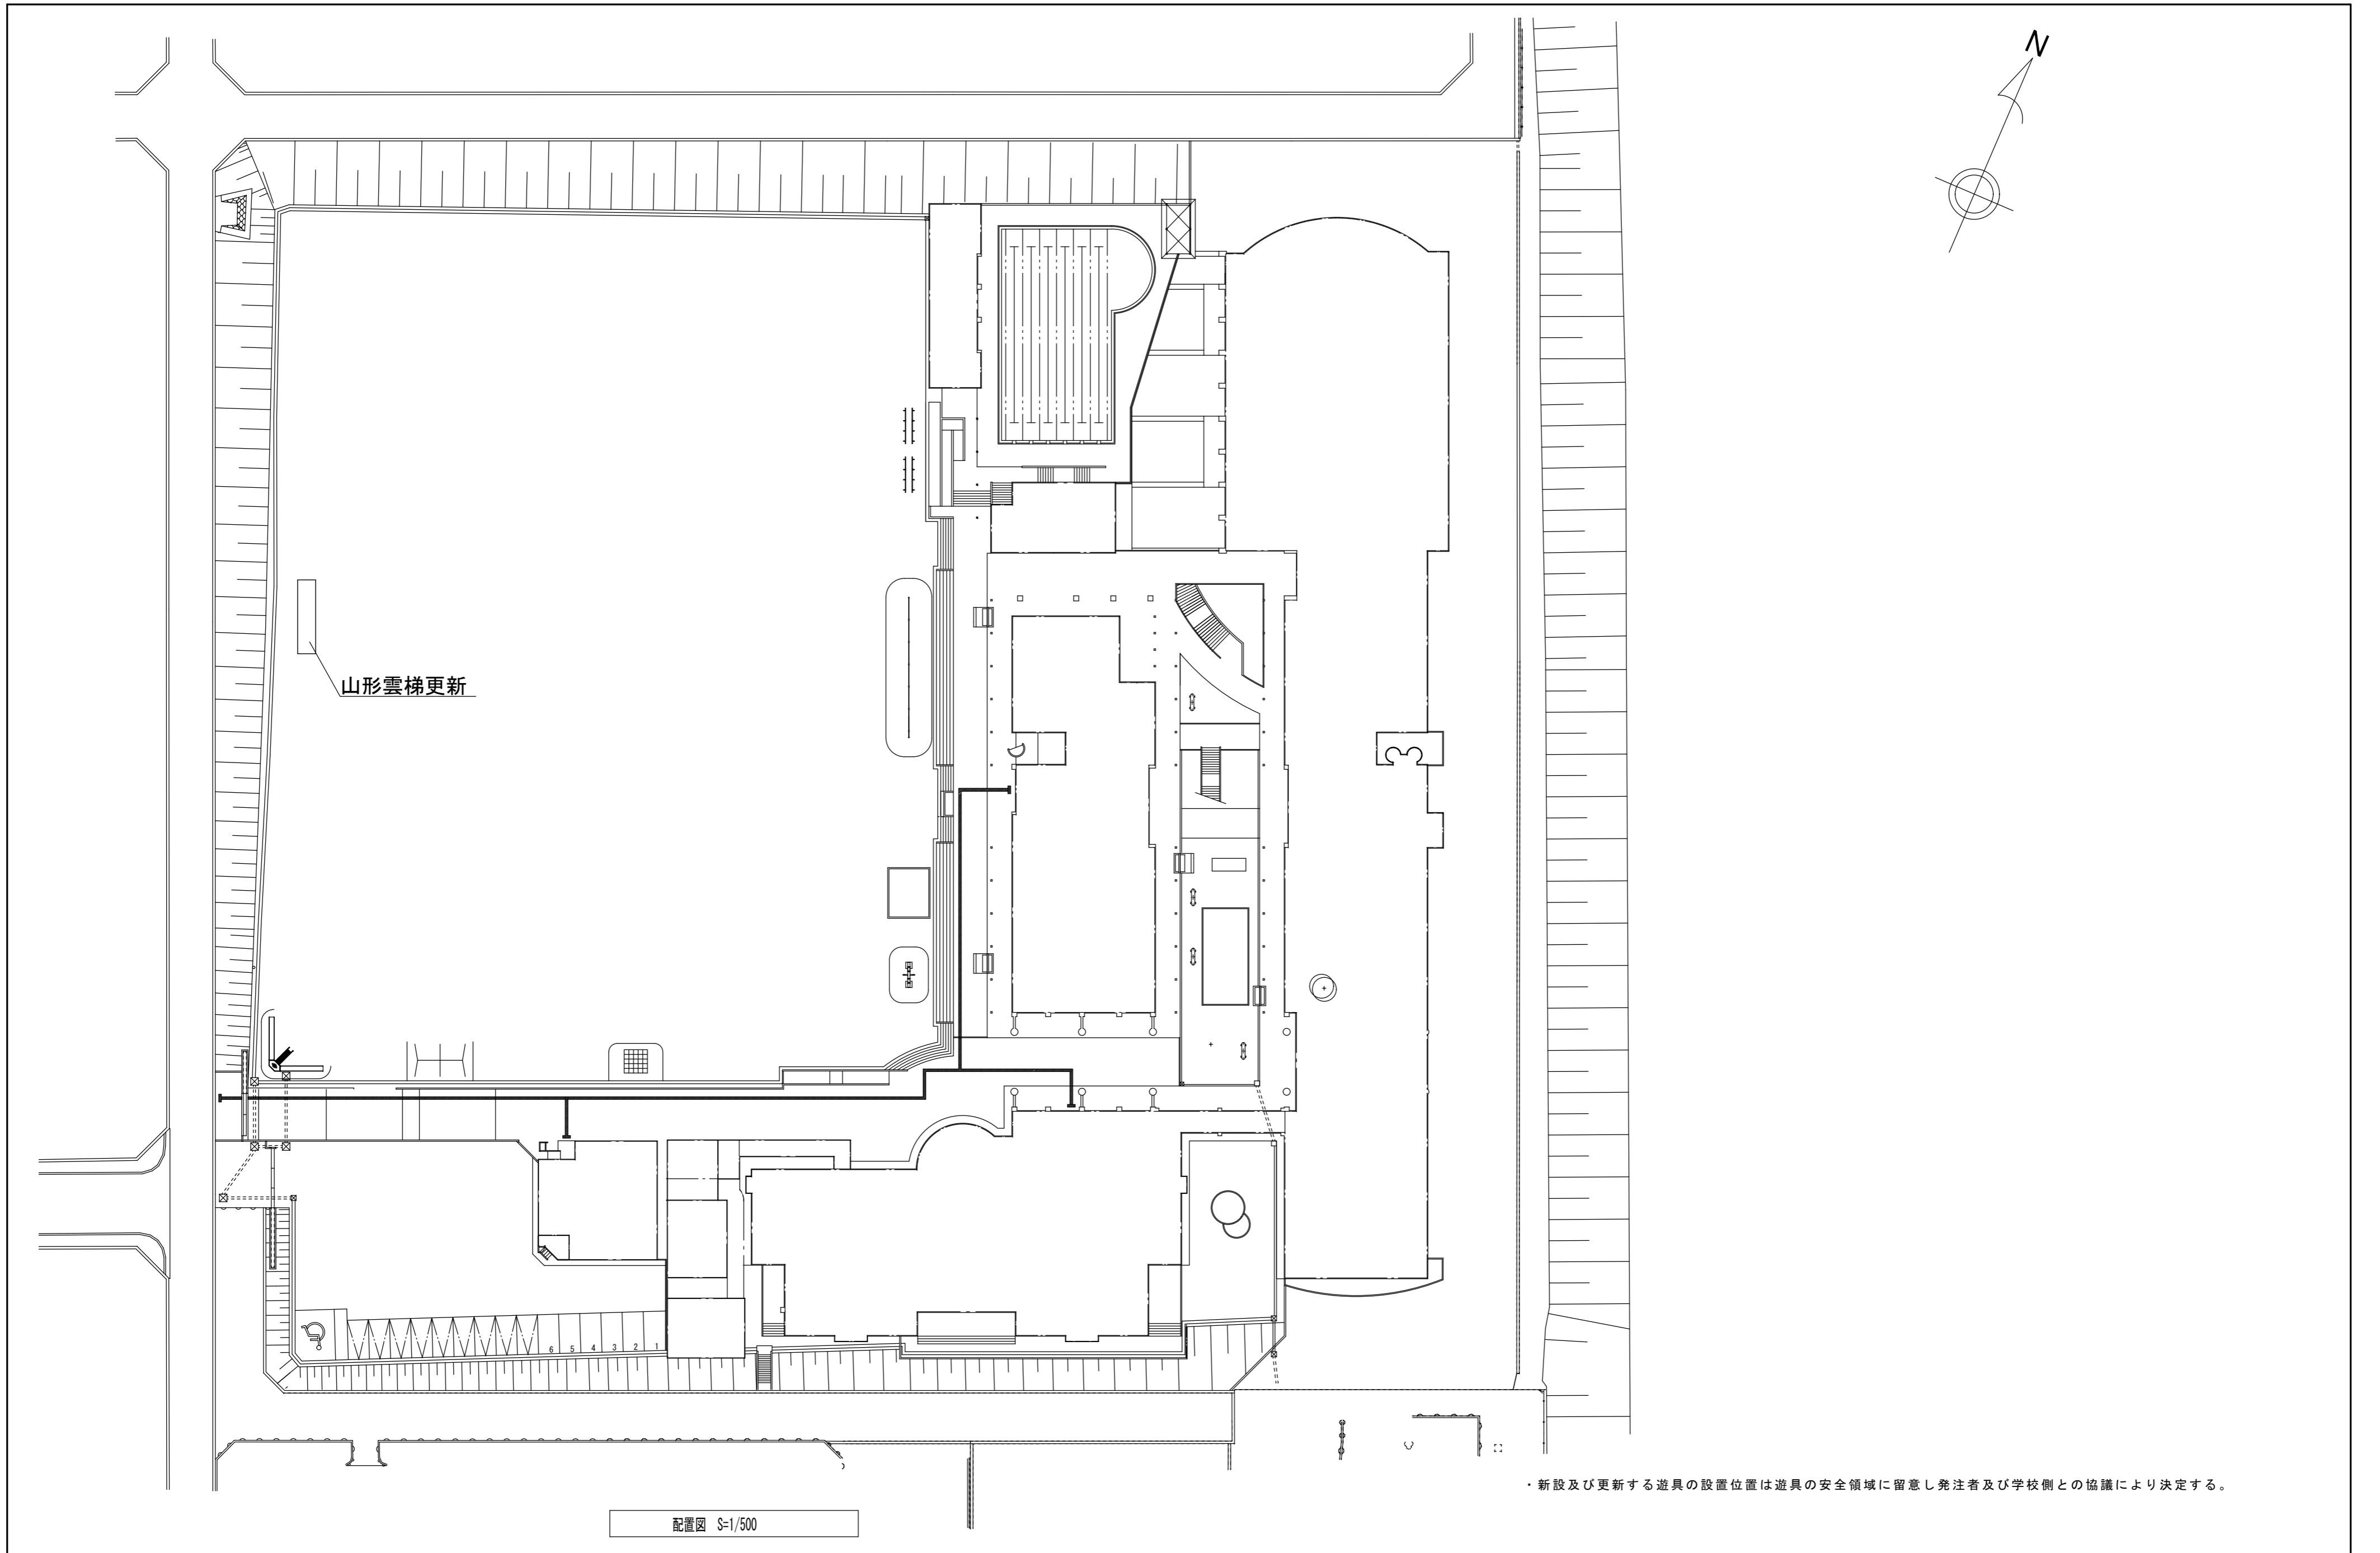 N
山形雲梯更新
6 5 4 3 2 1
・新設及び更新する遊具の設置位置は遊具の安全領域に留意し発注者及び学校側との協議により決定する。
配置図 S=1/500